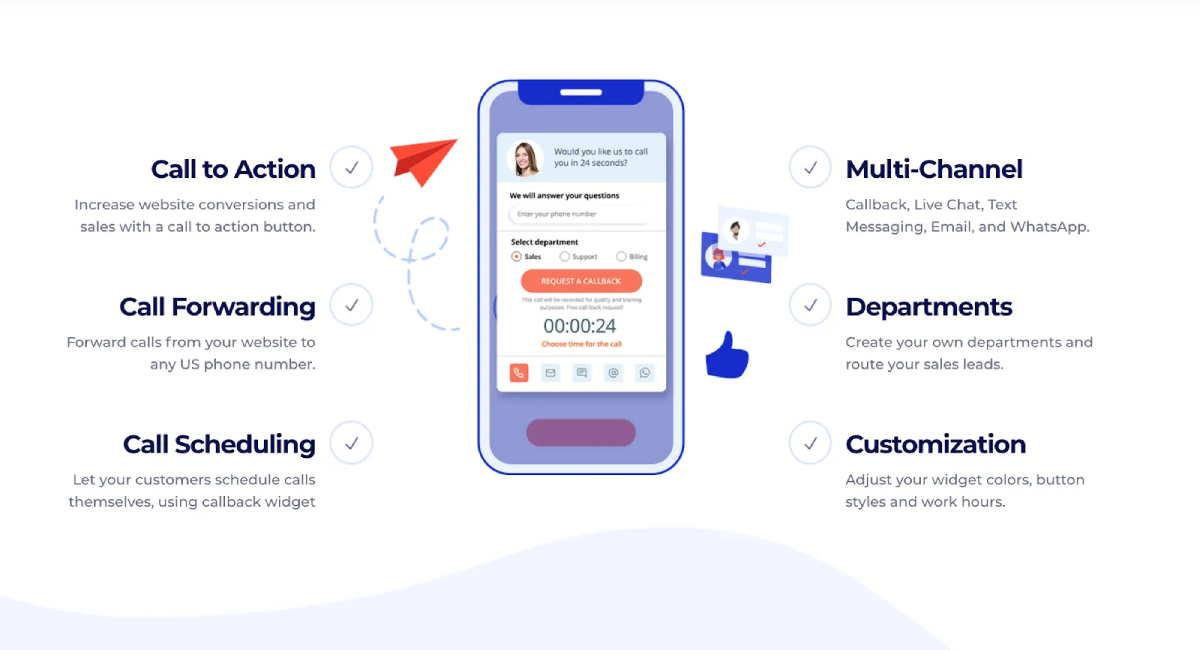 Call to Action
Increase website conversions and
sales with a call to action button.
Call Forwarding
Forward calls from your website to
any US phone number.
Call Scheduling
Let your customers schedule calls
themselves, using callback widget
Would you like us to call
you in 24 seconds?
We will answer your questions
Enter your phone number
Select department
Sales Support Billing
REQUEST A CALLBACK
This call will be recorded for quality and training
purposes. Free call back request!
00:00:24
Choose time for the call
Multi-Channel
Callback, Live Chat, Text
Messaging, Email, and WhatsApp.
Departments
Create your own departments and
route your sales leads.
Customization
Adjust your widget colors, button
styles and work hours.